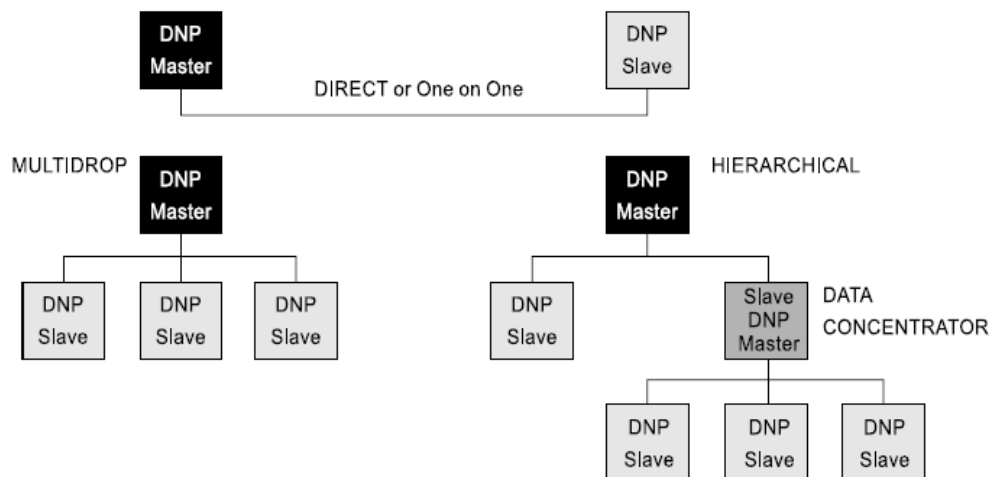 DNP
Master
DNP
Slave
DIRECT or One on One
MULTIDROP
DNP
Master
DNP
Slave
DNP
Slave
DNP
Slave
HIERARCHICAL
DNP
Master
DNP
Slave
Slave
DNP
Master
DATA
CONCENTRATOR
DNP
Slave
DNP
Slave
DNP
Slave